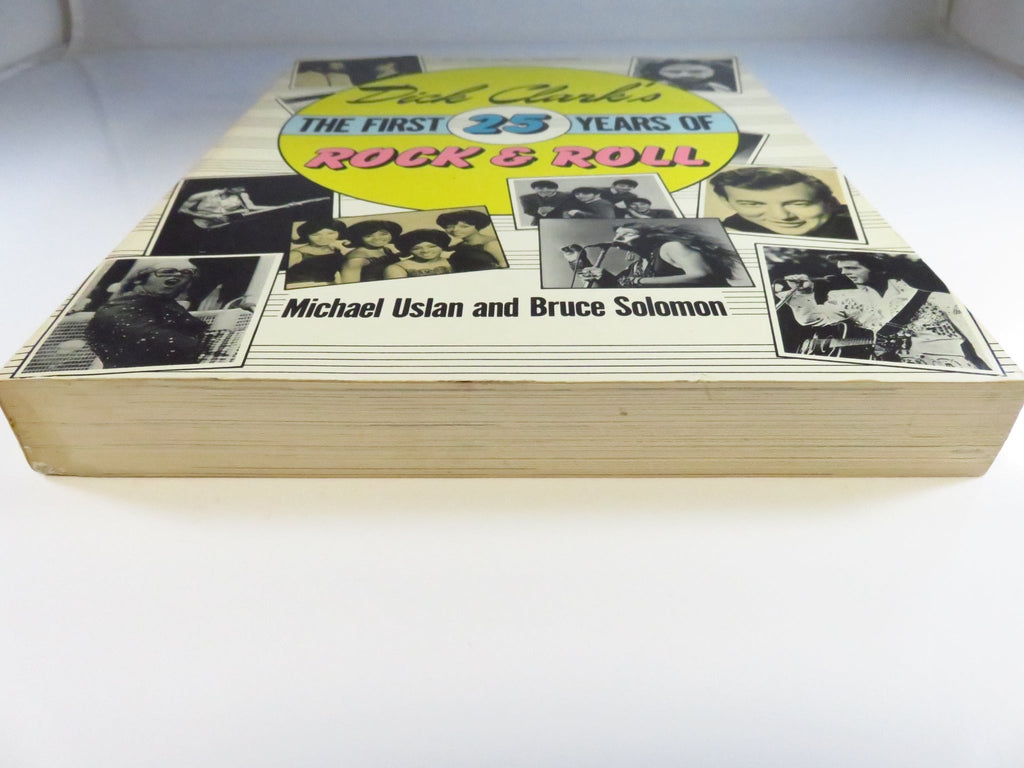 Dick Clark's
THE FIRST 25 YEARS OF
ROCK & ROLL
Michael Uslan and Bruce Solomon